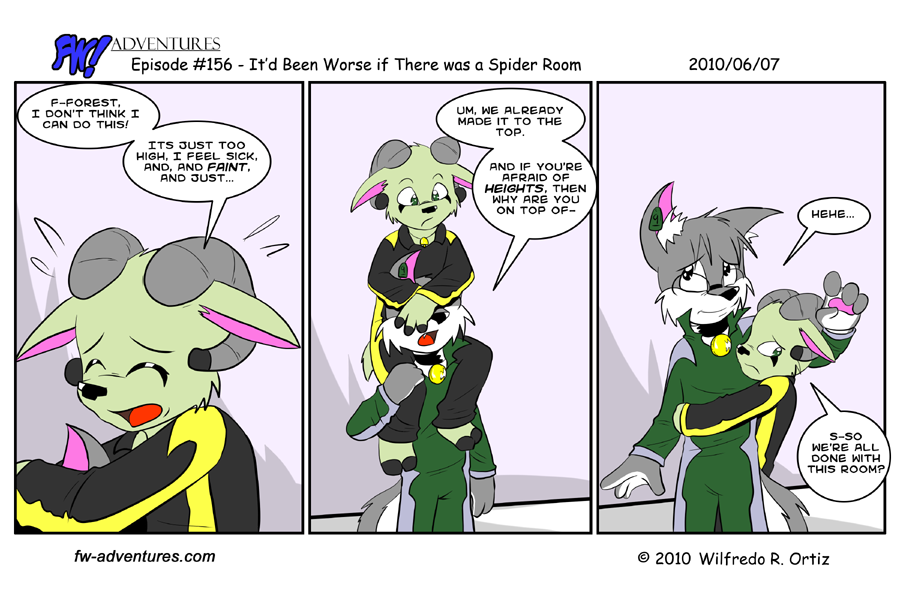 FW! ADVENTURES
Episode #156 - It'd Been Worse if There was a Spider Room
2010/06/07
F-FOREST,
I DON'T THINK I
CAN DO THIS!
ITS JUST TOO
HIGH, I FEEL SICK,
AND, AND FAINT,
AND JUST...
UM, WE ALREADY
MADE IT TO THE
TOP.
AND IF YOU'RE
AFRAID OF
HEIGHTS, THEN
WHY ARE YOU
ON TOP OF-
HEHE...
S-SO
WE'RE ALL
DONE WITH
THIS ROOM?
fw-adventures.com
© 2010 Wilfredo R. Ortiz